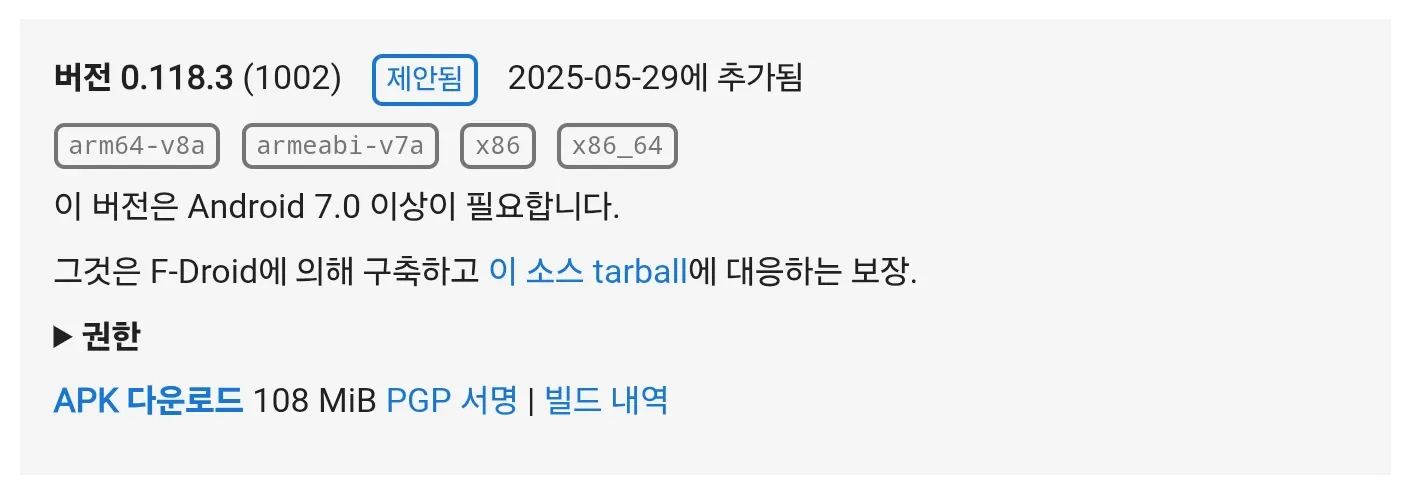 버전 0.118.3 (1002) 제안됨 2025-05-29에 추가됨
arm64-v8a armeabi-v7a x86 x86_64
이 버전은 Android 7.0 이상이 필요합니다.
그것은 F-Droid에 의해 구축하고 이 소스 tarball에 대응하는 보장.
▶ 권한
APK 다운로드 108 MiB PGP 서명 | 빌드 내역